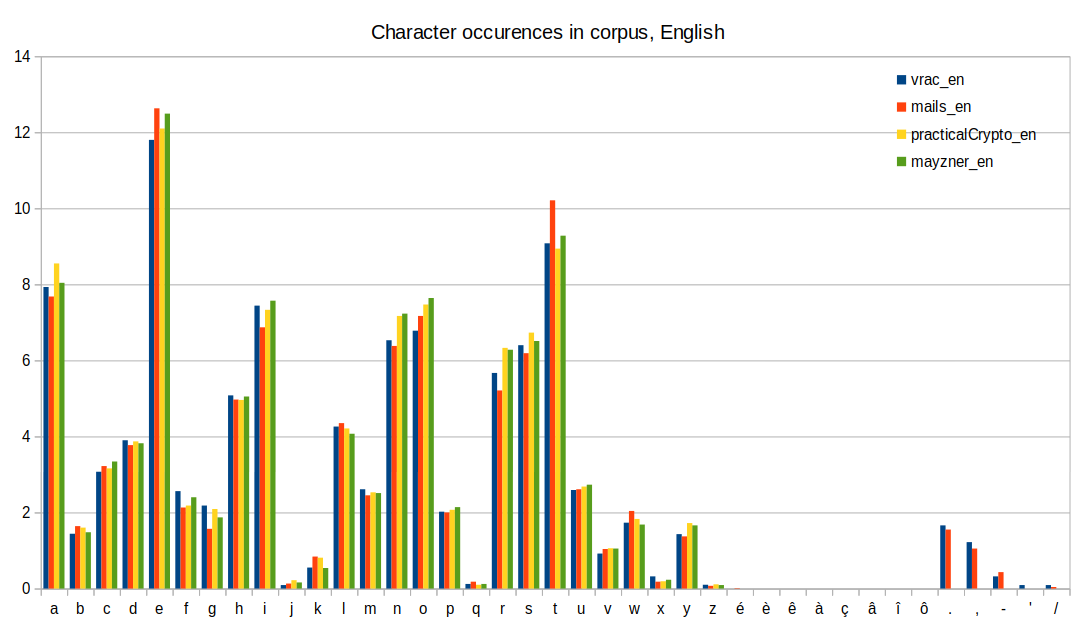 Character occurences in corpus, English
14
12
10
8
6
4
2
0
vrac_en
mails_en
practicalCrypto_en
mayzner_en
a b c d e f g h i j k l m n o p q r s t u v w x y z é è ê à ç â î ô . , - ' /